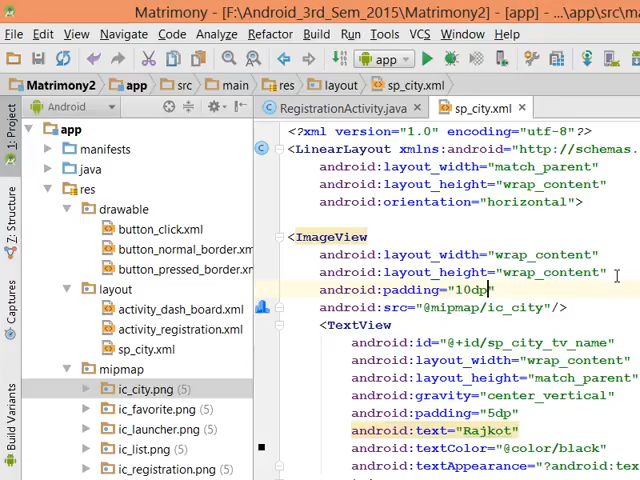 Matrimony - [F:\Android_3rd_Sem_2015\Matrimony2] - [app] - ...\app\src\ma
File Edit View Navigate Code Analyze Refactor Build Run Tools VCS Window Help
app
Matrimony2 app src main res layout sp_city.xml
1: Project
Z: Structure
Captures
Build Variants
Android
app
manifests
java
res
drawable
button_click.xml
button_normal_border.xm
button_pressed_border.xm
layout
activity_dash_board.xml
activity_registration.xml
sp_city.xml
mipmap
ic_city.png (5)
ic_favorite.png (5)
ic_launcher.png (5)
ic_list.png (5)
ic_registration.png (5)
RegistrationActivity.java sp_city.xml
<?xml version="1.0" encoding="utf-8"?>
<LinearLayout xmlns:android="http://schemas.
android:layout_width="match_parent"
android:layout_height="wrap_content"
android:orientation="horizontal">
<ImageView
android:layout_width="wrap_content"
android:layout_height="wrap_content"
android:padding="10dp"
android:src="@mipmap/ic_city"/>
<TextView
android:id="@+id/sp_city_tv_name"
android:layout_width="wrap_content"
android:layout_height="match_parent"
android:gravity="center_vertical"
android:padding="5dp"
android:text="Rajkot"
android:textColor="@color/black"
android:textAppearance="?android:tex